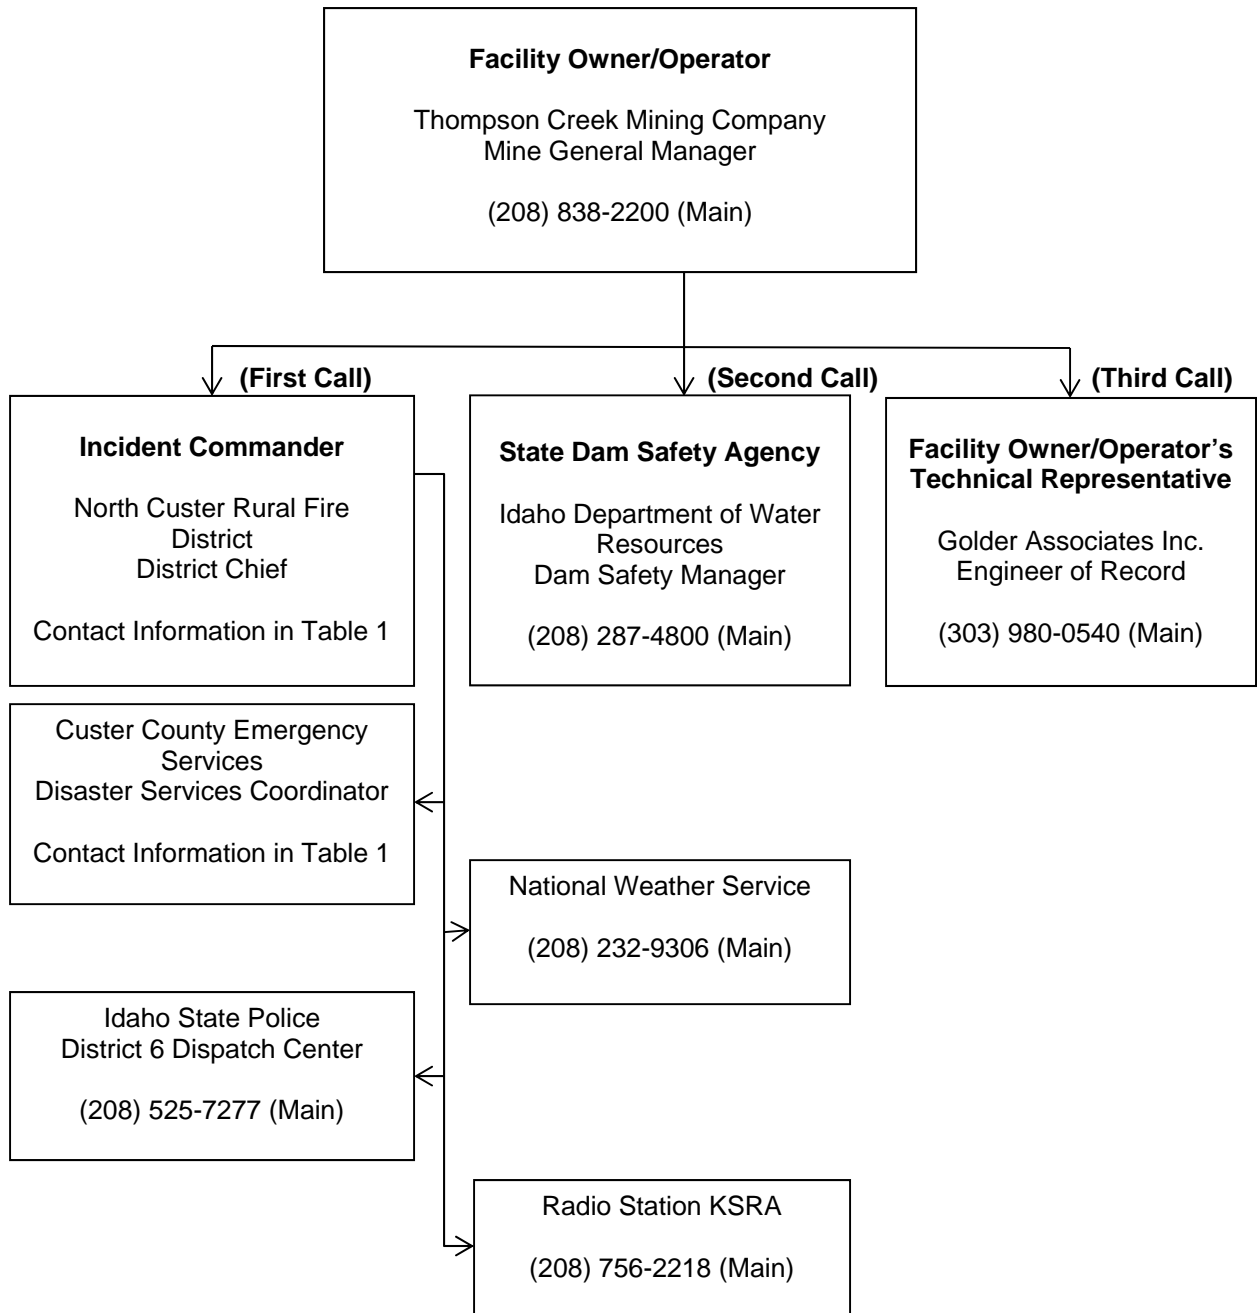 Facility Owner/Operator
Thompson Creek Mining Company
Mine General Manager
(208) 838-2200 (Main)
(First Call)
(Second Call)
(Third Call)
Incident Commander
North Custer Rural Fire
District
District Chief
Contact Information in Table 1
State Dam Safety Agency
Idaho Department of Water
Resources
Dam Safety Manager
(208) 287-4800 (Main)
Facility Owner/Operator’s
Technical Representative
Golder Associates Inc.
Engineer of Record
(303) 980-0540 (Main)
Custer County Emergency
Services
Disaster Services Coordinator
Contact Information in Table 1
National Weather Service
(208) 232-9306 (Main)
Idaho State Police
District 6 Dispatch Center
(208) 525-7277 (Main)
Radio Station KSRA
(208) 756-2218 (Main)